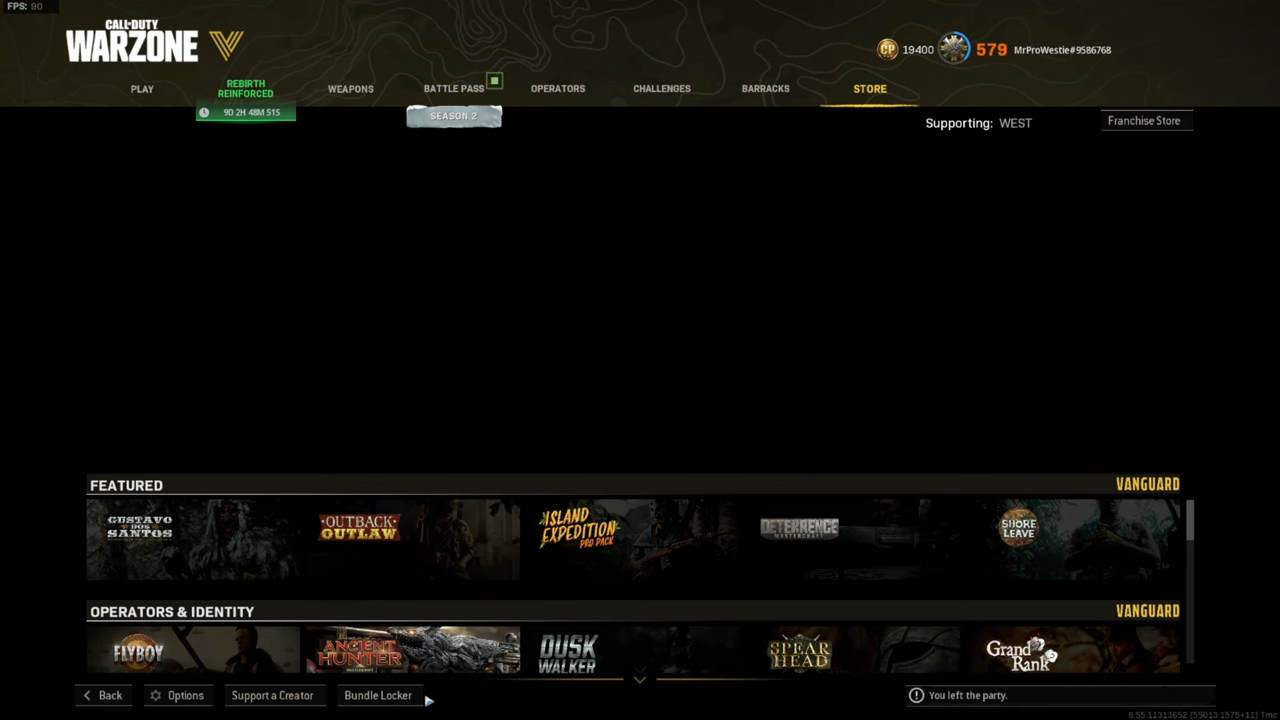 FPS: 90
CALL·DUTY
WARZONE
CP 19400 579 MrProWestie#9586768
PLAY
REBIRTH
REINFORCED
9D 2H 48M 51S
WEAPONS
BATTLE PASS
SEASON 2
OPERATORS
CHALLENGES
BARRACKS
STORE
Supporting: WEST
Franchise Store
FEATURED VANGUARD
GUSTAVO
DOS
SANTOS
OUTBACK
OUTLAW
ISLAND
EXPEDITION
PRO PACK
DETERRENCE
MASTERCRAFT
SHORE
LEAVE
OPERATORS & IDENTITY VANGUARD
FLYBOY
ANCIENT
HUNTER
DUSK
WALKER
SPEAR
HEAD
Grand
Rank
Back
Options
Support a Creator
Bundle Locker
You left the party.